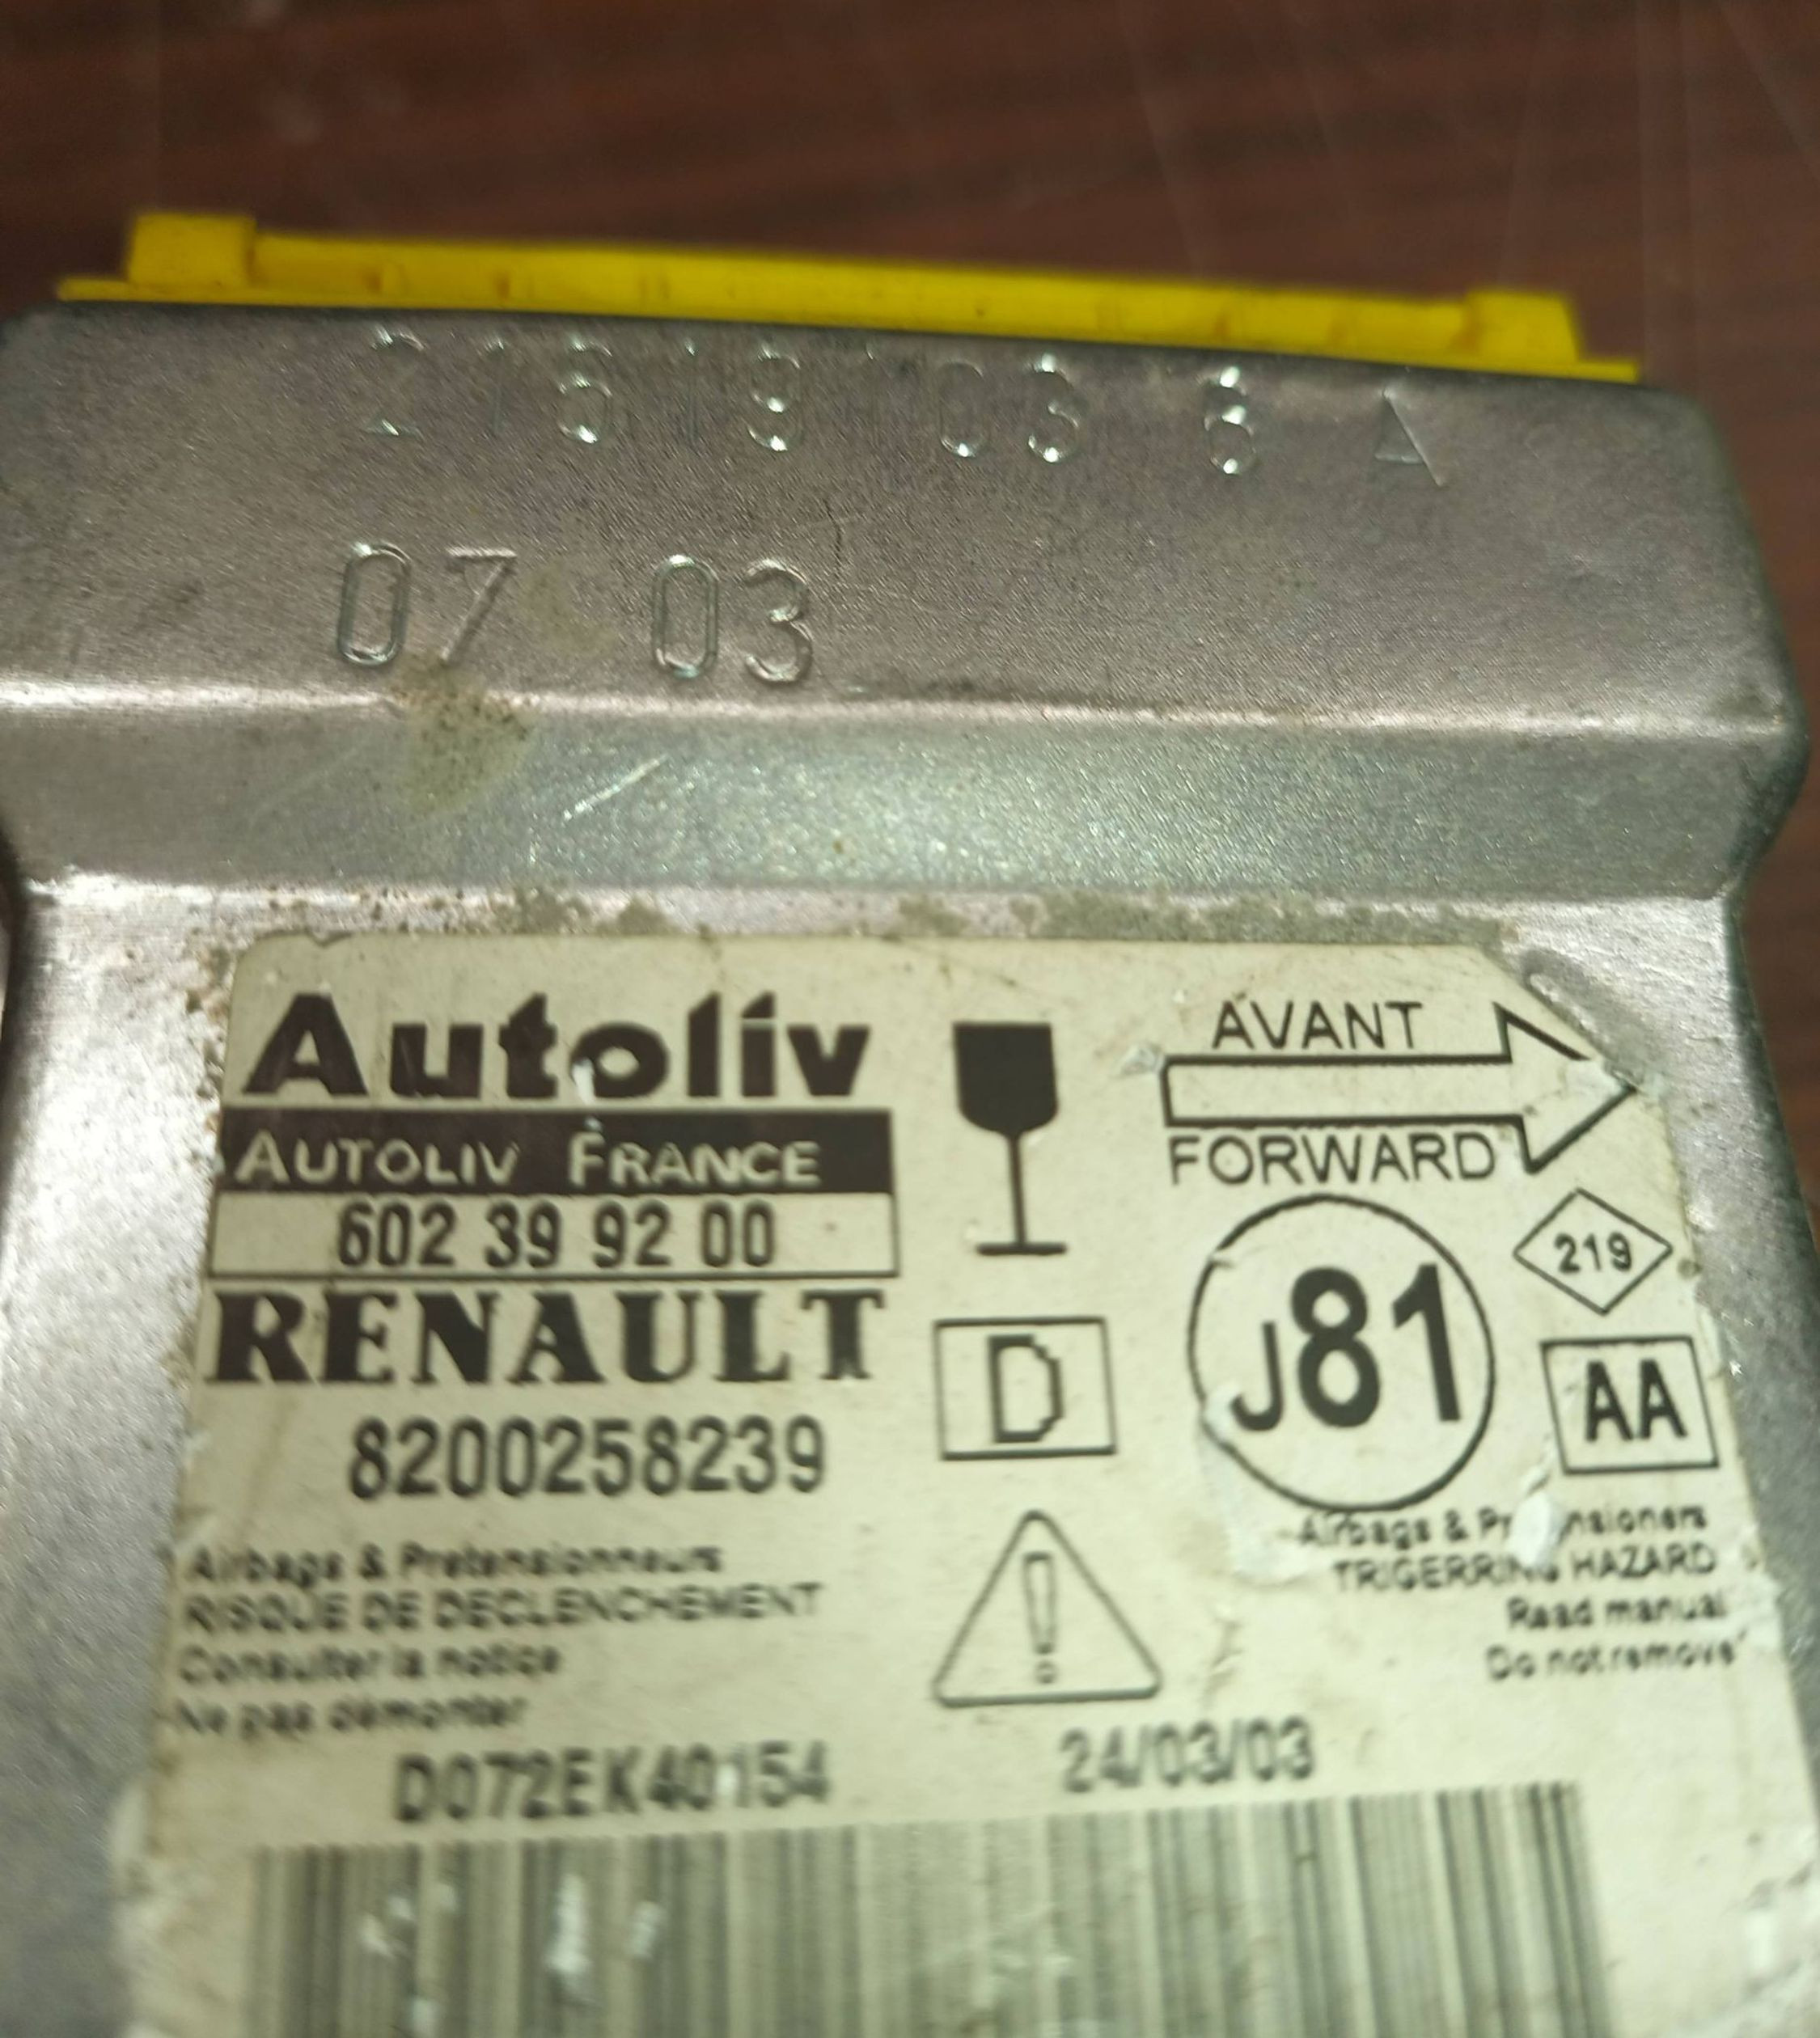 21619103 6 A
07 03
Autoliv
AUTOLIV FRANCE
602 39 92 00
RENAULT
8200258239
Airbags & Pretensionneurs
RISQUE DE DECLENCHEMENT
Consulter la notice
Ne pas démonter
D072EK40154
D
AVANT
FORWARD
219
J81
AA
Airbags &
TRIGERRING HAZARD
Read manual
Do not remove
24/03/03